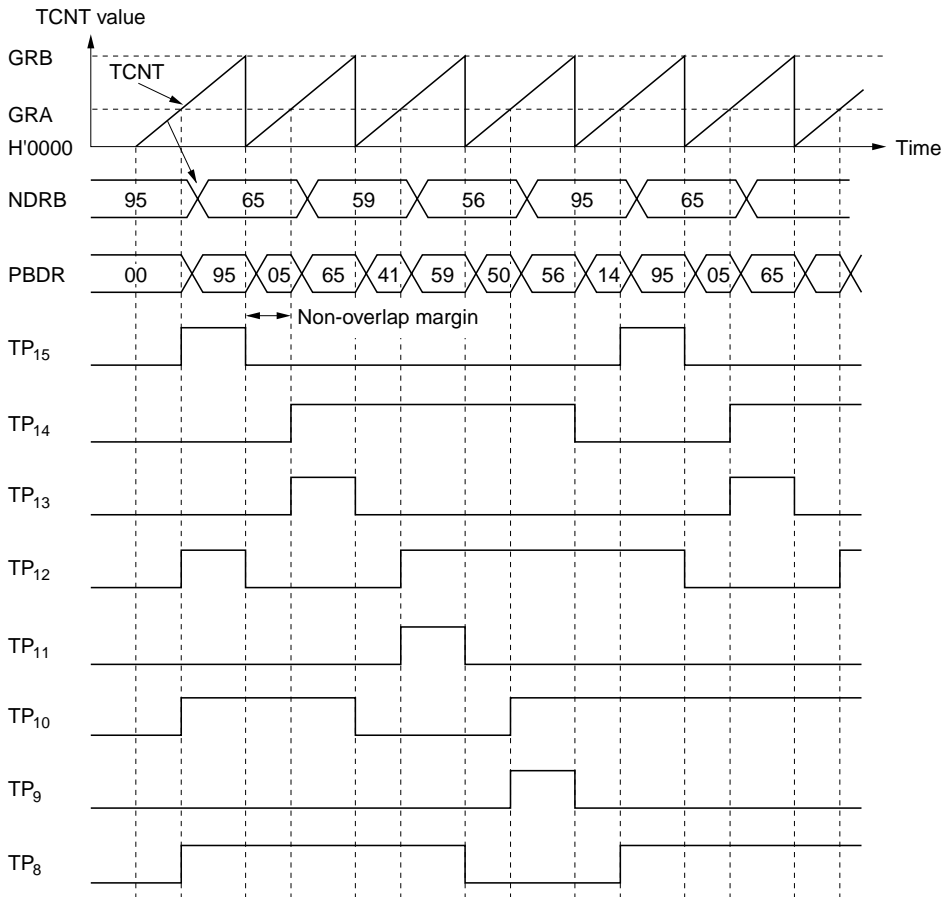 TCNT value
GRB
TCNT
GRA
H'0000
Time
NDRB 95 65 59 56 95 65
PBDR 00 95 05 65 41 59 50 56 14 95 05 65
Non-overlap margin
TP15
TP14
TP13
TP12
TP11
TP10
TP9
TP8